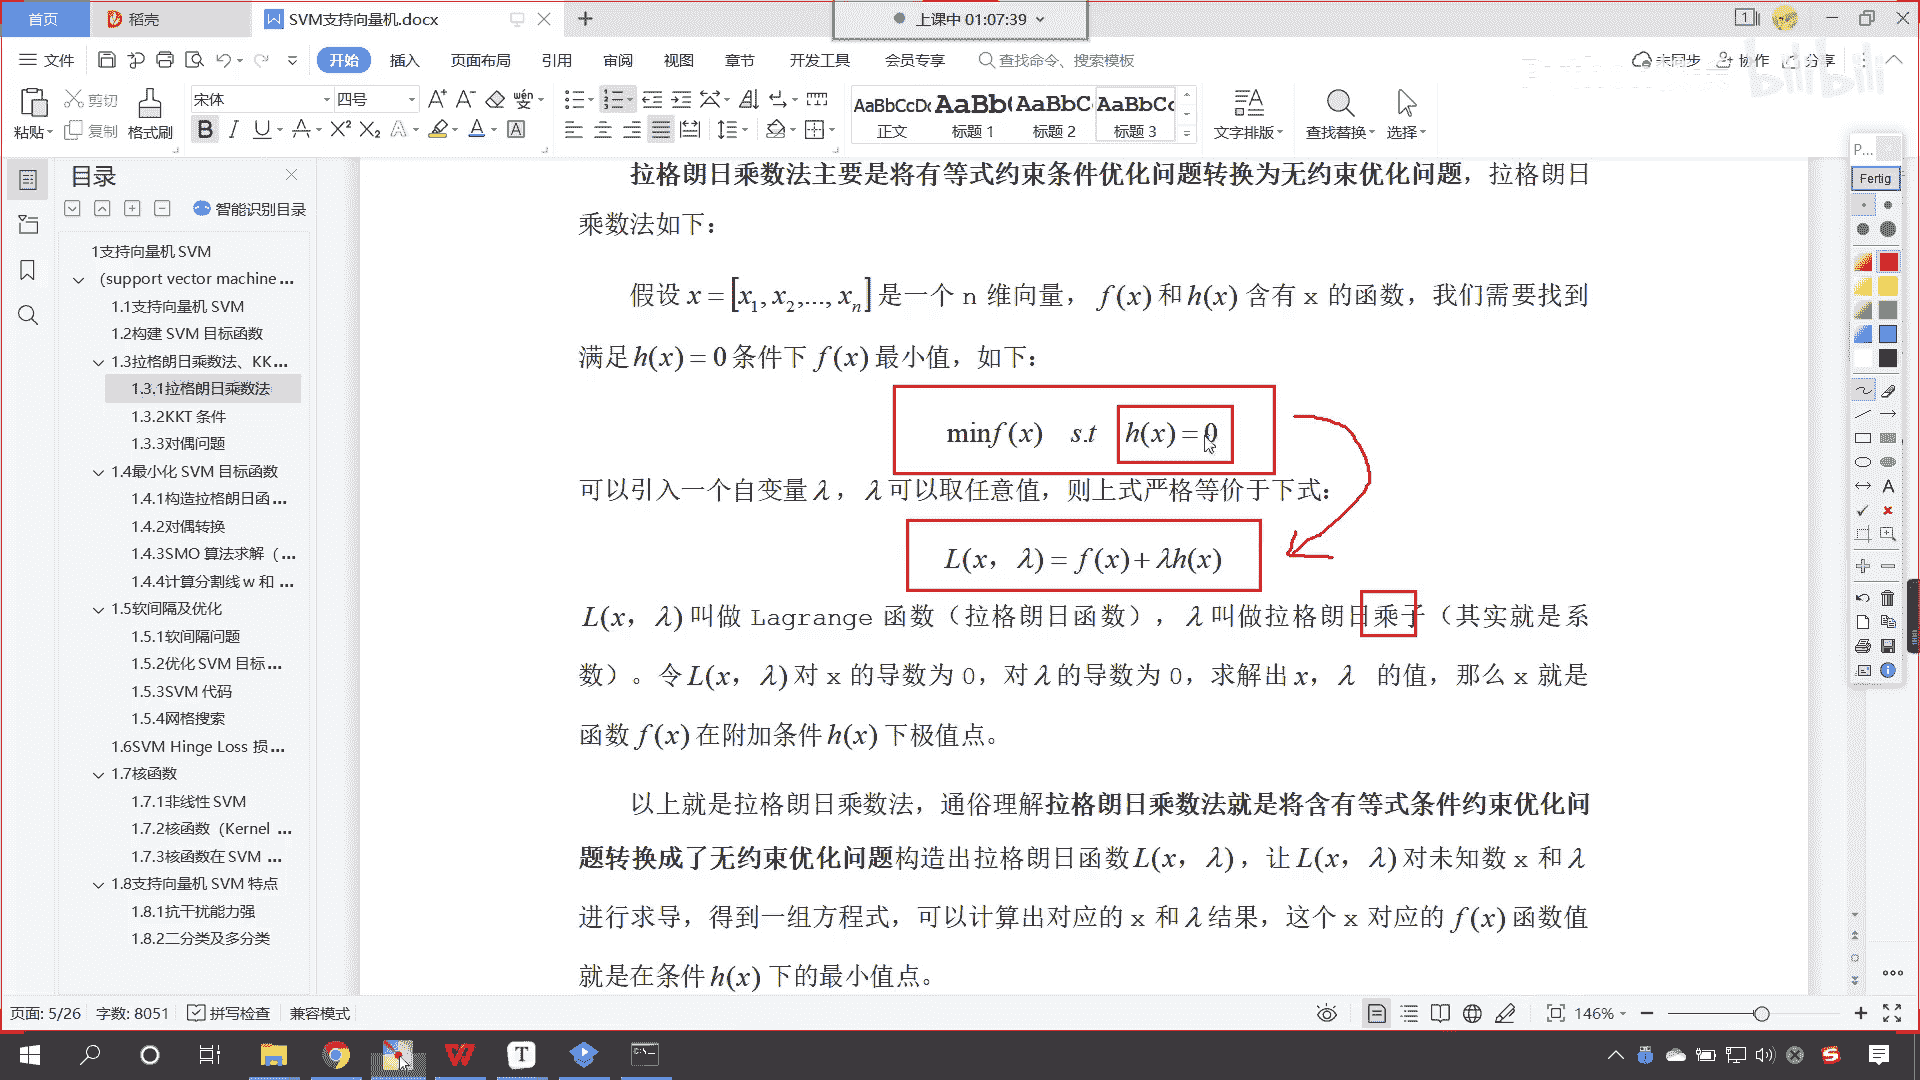 首页
稻壳
SVM支持向量机.docx
上课中 01:07:39
文件
开始
插入
页面布局
引用
审阅
视图
章节
开发工具
会员专享
查找命令、搜索模板
未同步
协作
分享
bilibili
粘贴
剪切
复制
格式刷
宋体
四号
AaBbCcDd
正文
AaBb(
标题 1
AaBbC
标题 2
AaBbCc
标题 3
文字排版
查找替换
选择
P...
Fertig
目录
智能识别目录
1支持向量机 SVM
(support vector machine ...
1.1支持向量机 SVM
1.2构建 SVM 目标函数
1.3拉格朗日乘数法、KK...
1.3.1拉格朗日乘数法
1.3.2KKT 条件
1.3.3对偶问题
1.4最小化 SVM 目标函数
1.4.1构造拉格朗日函 ...
1.4.2对偶转换
1.4.3SMO 算法求解（ ...
1.4.4计算分割线 w 和 ...
1.5软间隔及优化
1.5.1软间隔问题
1.5.2优化 SVM 目标...
1.5.3SVM 代码
1.5.4网格搜索
1.6SVM Hinge Loss 损...
1.7核函数
1.7.1非线性 SVM
1.7.2核函数（Kernel ...
1.7.3核函数在 SVM ...
1.8支持向量机 SVM 特点
1.8.1抗干扰能力强
1.8.2二分类及多分类
拉格朗日乘数法主要是将有等式约束条件优化问题转换为无约束优化问题，拉格朗日
乘数法如下：
假设 x = [x₁, x₂,..., xₙ] 是一个 n 维向量， f(x) 和 h(x) 含有 x 的函数，我们需要找到
满足 h(x) = 0 条件下 f(x) 最小值，如下：
minf(x) s.t h(x) = 0
可以引入一个自变量 λ ， λ 可以取任意值，则上式严格等价于下式：
L(x，λ) = f(x) + λh(x)
L(x，λ) 叫做 Lagrange 函数（拉格朗日函数），λ 叫做拉格朗日乘子（其实就是系
数）。令 L(x，λ) 对 x 的导数为 0，对 λ 的导数为 0，求解出 x，λ 的值，那么 x 就是
函数 f(x) 在附加条件 h(x) 下极值点。
以上就是拉格朗日乘数法，通俗理解拉格朗日乘数法就是将含有等式条件约束优化问
题转换成了无约束优化问题构造出拉格朗日函数 L(x，λ)，让 L(x，λ) 对未知数 x 和 λ
进行求导，得到一组方程式，可以计算出对应的 x 和 λ 结果，这个 x 对应的 f(x) 函数值
就是在条件 h(x) 下的最小值点。
页面: 5/26
字数: 8051
拼写检查
兼容模式
146%